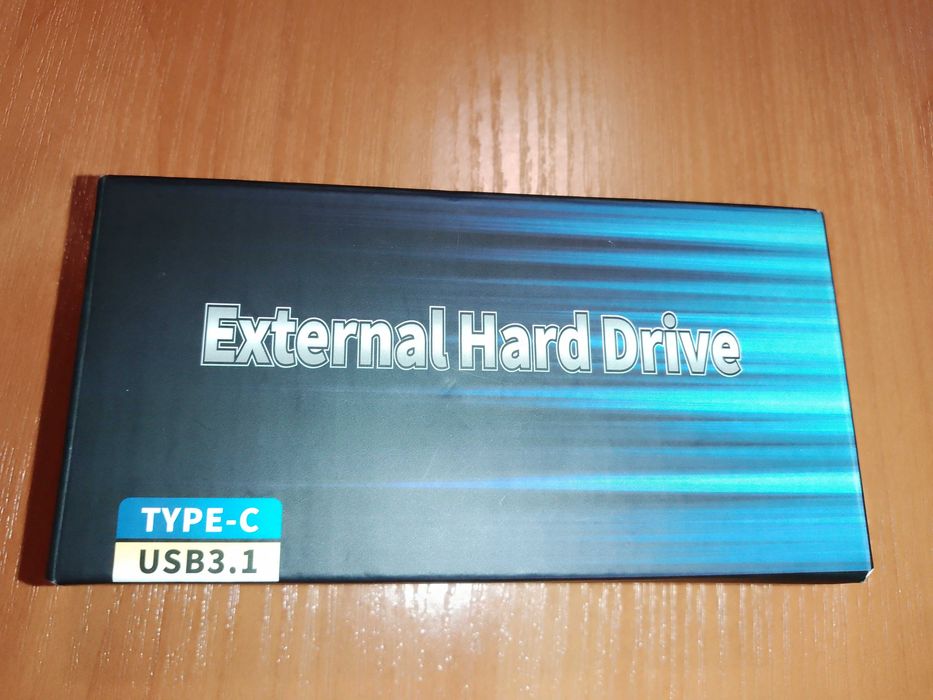 External Hard Drive
TYPE-C
USB3.1